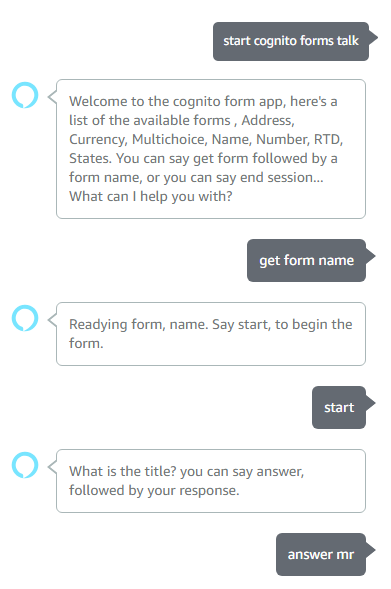 start cognito forms talk
Welcome to the cognito form app, here's a
list of the available forms , Address,
Currency, Multichoice, Name, Number, RTD,
States. You can say get form followed by a
form name, or you can say end session...
What can I help you with?
get form name
Readying form, name. Say start, to begin the
form.
start
What is the title? you can say answer,
followed by your response.
answer mr